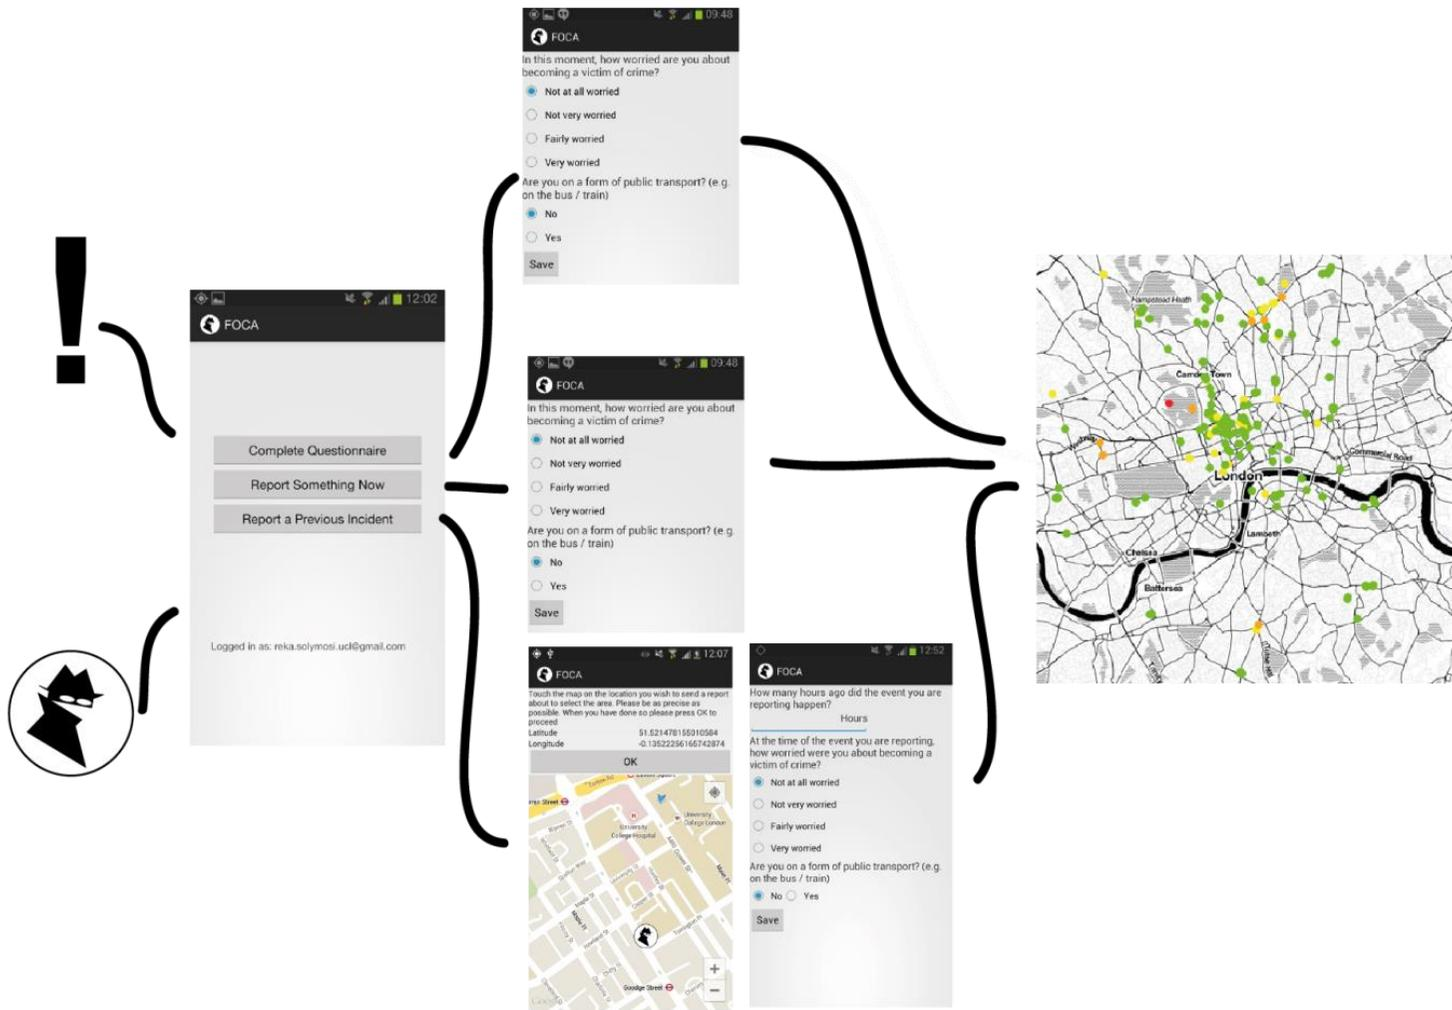 !
12:02
FOCA
Complete Questionnaire
Report Something Now
Report a Previous Incident
Logged in as: reka.solymosi.ucl@gmail.com
09:48
FOCA
In this moment, how worried are you about
becoming a victim of crime?
Not at all worried
Not very worried
Fairly worried
Very worried
Are you on a form of public transport? (e.g.
on the bus / train)
No
Yes
Save
09:48
FOCA
In this moment, how worried are you about
becoming a victim of crime?
Not at all worried
Not very worried
Fairly worried
Very worried
Are you on a form of public transport? (e.g.
on the bus / train)
No
Yes
Save
12:07
FOCA
Touch the map on the location you wish to send a report
about to select the area. Please be as precise as
possible. When you have done so please press OK to
proceed
Latitude 51.521478155010584
Longitude -0.13522256165742874
OK
University
College Hospital
University
College London
Goodge Street
12:52
FOCA
How many hours ago did the event you are
reporting happen?
Hours
At the time of the event you are reporting,
how worried were you about becoming a
victim of crime?
Not at all worried
Not very worried
Fairly worried
Very worried
Are you on a form of public transport? (e.g.
on the bus / train)
No Yes
Save
Hampstead Heath
Camden Town
Commercial Road
London
Lambeth
Chelsea
Battersea